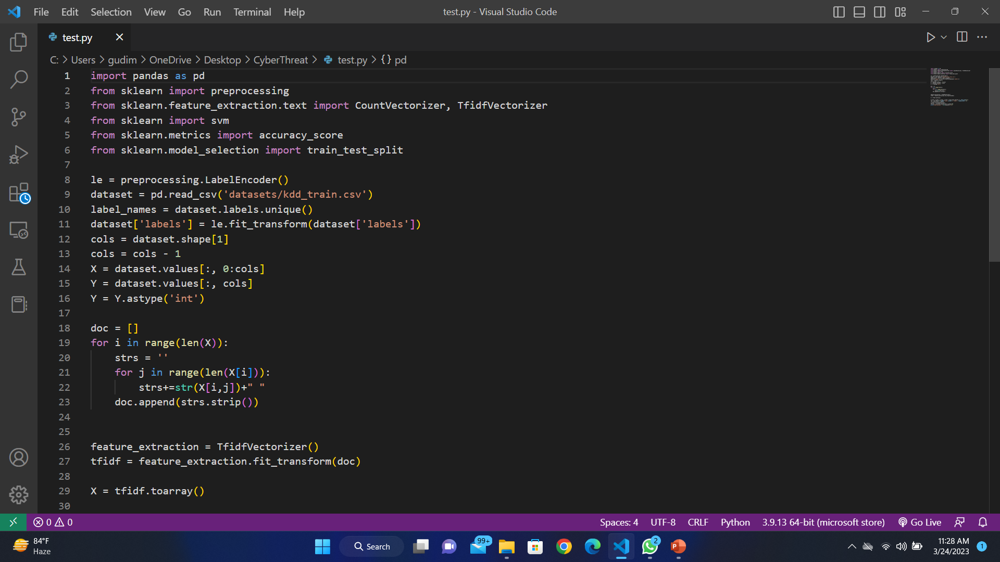 File Edit Selection View Go Run Terminal Help
test.py - Visual Studio Code
test.py
C: > Users > gudim > OneDrive > Desktop > CyberThreat > test.py > {} pd
1 import pandas as pd
2 from sklearn import preprocessing
3 from sklearn.feature_extraction.text import CountVectorizer, TfidfVectorizer
4 from sklearn import svm
5 from sklearn.metrics import accuracy_score
6 from sklearn.model_selection import train_test_split
7
8 le = preprocessing.LabelEncoder()
9 dataset = pd.read_csv('datasets/kdd_train.csv')
10 label_names = dataset.labels.unique()
11 dataset['labels'] = le.fit_transform(dataset['labels'])
12 cols = dataset.shape[1]
13 cols = cols - 1
14 X = dataset.values[:, 0:cols]
15 Y = dataset.values[:, cols]
16 Y = Y.astype('int')
17
18 doc = []
19 for i in range(len(X)):
20     strs = ''
21     for j in range(len(X[i])):
22         strs+=str(X[i,j])+" "
23     doc.append(strs.strip())
24
25
26 feature_extraction = TfidfVectorizer()
27 tfidf = feature_extraction.fit_transform(doc)
28
29 X = tfidf.toarray()
30
0 0
Spaces: 4 UTF-8 CRLF Python 3.9.13 64-bit (microsoft store) Go Live
84°F
Haze
Search
99+
2
P
11:28 AM
3/24/2023
1